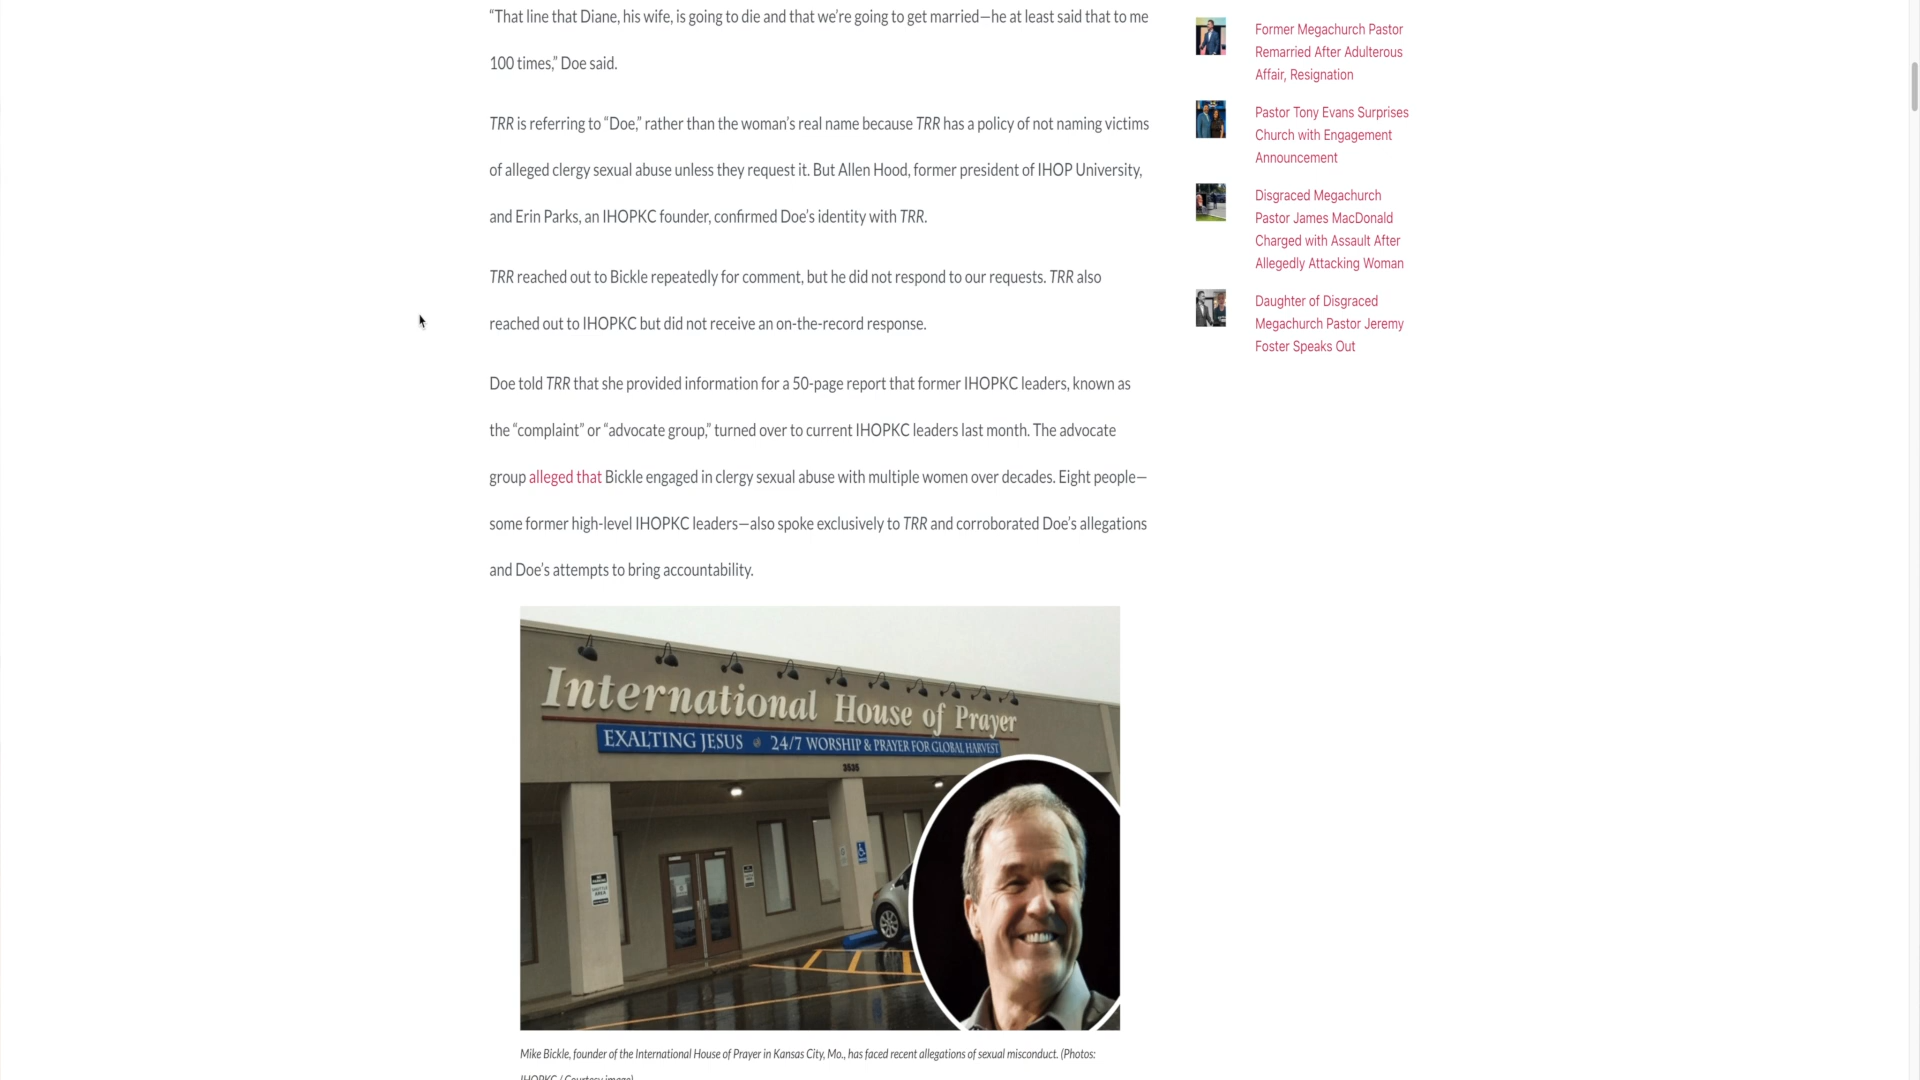 “That line that Diane, his wife, is going to die and that we’re going to get married—he at least said that to me
100 times,” Doe said.
TRR is referring to “Doe,” rather than the woman’s real name because TRR has a policy of not naming victims
of alleged clergy sexual abuse unless they request it. But Allen Hood, former president of IHOP University,
and Erin Parks, an IHOPKC founder, confirmed Doe’s identity with TRR.
TRR reached out to Bickle repeatedly for comment, but he did not respond to our requests. TRR also
reached out to IHOPKC but did not receive an on-the-record response.
Doe told TRR that she provided information for a 50-page report that former IHOPKC leaders, known as
the “complaint” or “advocate group,” turned over to current IHOPKC leaders last month. The advocate
group alleged that Bickle engaged in clergy sexual abuse with multiple women over decades. Eight people—
some former high-level IHOPKC leaders—also spoke exclusively to TRR and corroborated Doe’s allegations
and Doe’s attempts to bring accountability.
International House of Prayer
EXALTING JESUS 24/7 WORSHIP & PRAYER FOR GLOBAL HARVEST
3535
Mike Bickle, founder of the International House of Prayer in Kansas City, Mo., has faced recent allegations of sexual misconduct. (Photos:
IHOPKC / Courtesy image)
Former Megachurch Pastor
Remarried After Adulterous
Affair, Resignation
Pastor Tony Evans Surprises
Church with Engagement
Announcement
Disgraced Megachurch
Pastor James MacDonald
Charged with Assault After
Allegedly Attacking Woman
Daughter of Disgraced
Megachurch Pastor Jeremy
Foster Speaks Out